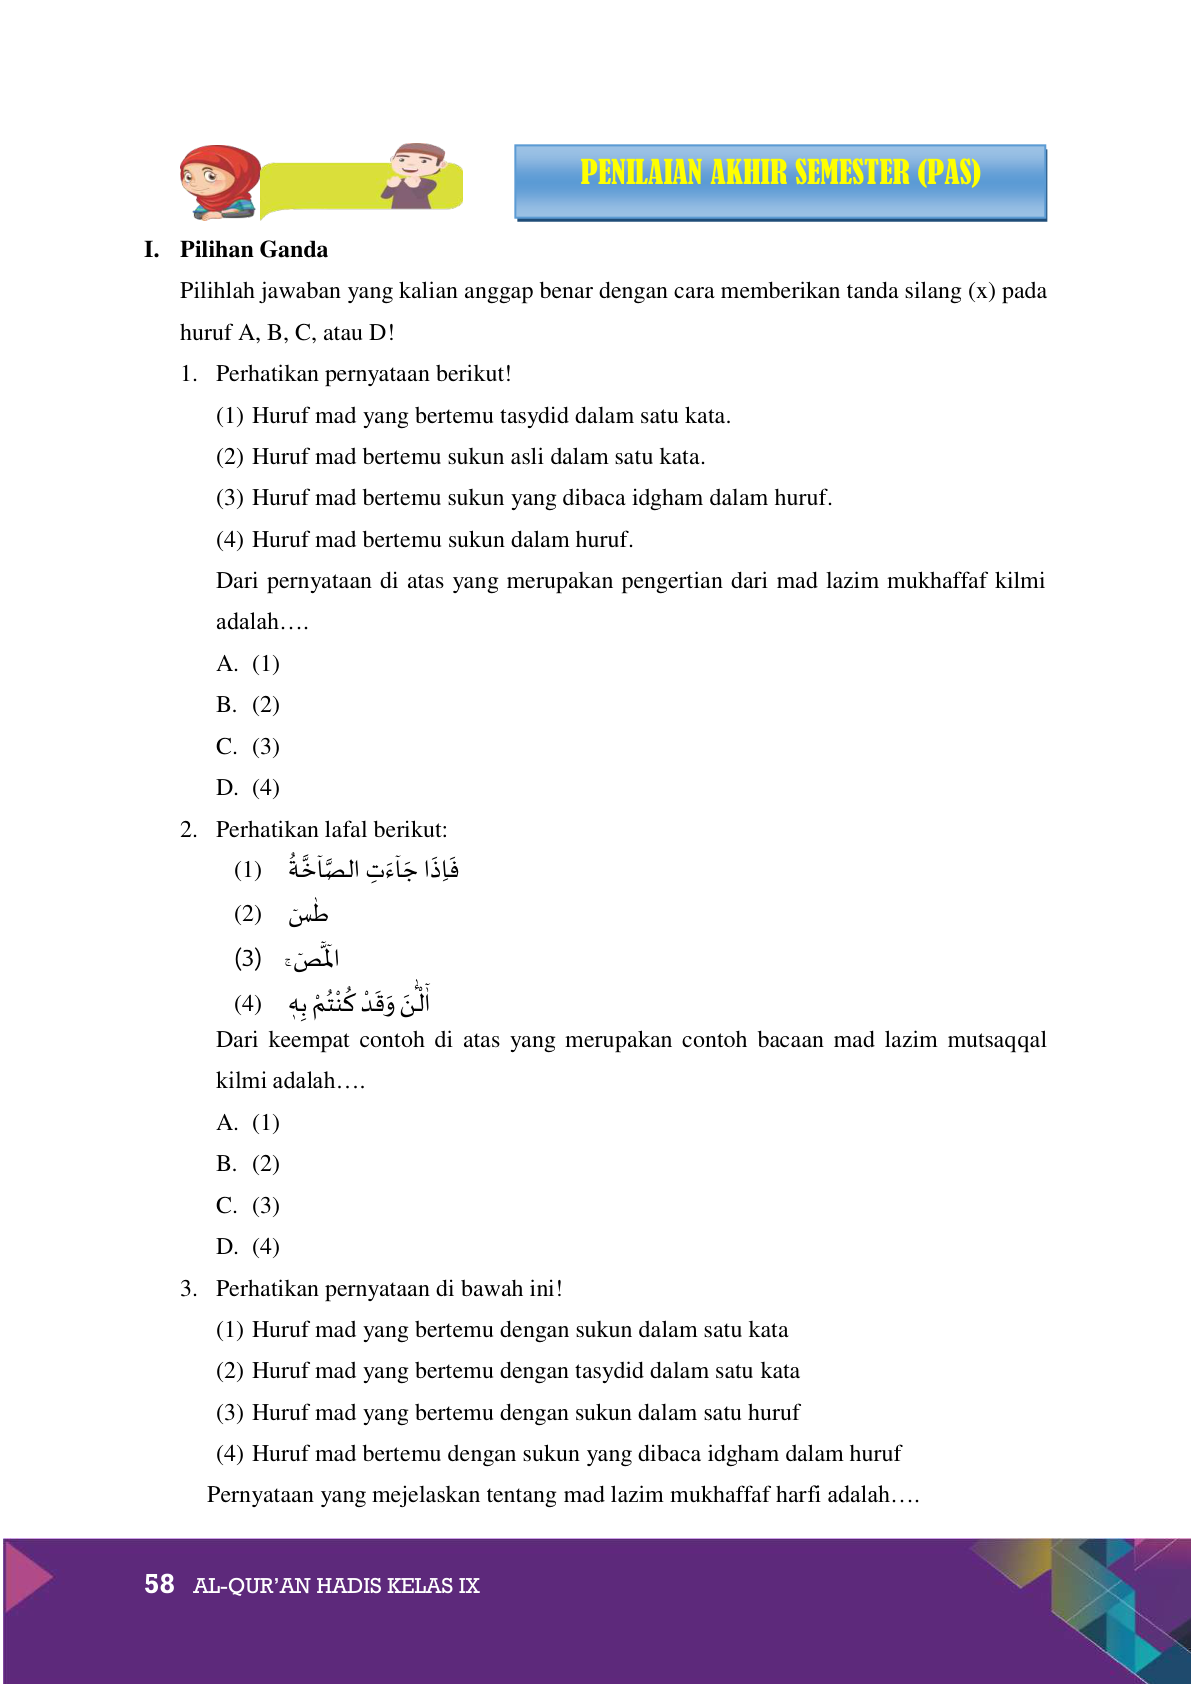 PENILAIAN AKHIR SEMESTER (PAS)
I. Pilihan Ganda
Pilihlah jawaban yang kalian anggap benar dengan cara memberikan tanda silang (x) pada
huruf A, B, C, atau D!
1. Perhatikan pernyataan berikut!
(1) Huruf mad yang bertemu tasydid dalam satu kata.
(2) Huruf mad bertemu sukun asli dalam satu kata.
(3) Huruf mad bertemu sukun yang dibaca idgham dalam huruf.
(4) Huruf mad bertemu sukun dalam huruf.
Dari pernyataan di atas yang merupakan pengertian dari mad lazim mukhaffaf kilmi
adalah….
A. (1)
B. (2)
C. (3)
D. (4)
2. Perhatikan lafal berikut:
(1) فَاِذَا جَاۤءَتِ الصَّاۤخَّةُ
(2) طٰسۤ
(3) الۤمّۤصۤ ۚ
(4) اٰۤلْـٰٔنَ وَقَدْ كُنْتُمْ بِهٖ
Dari keempat contoh di atas yang merupakan contoh bacaan mad lazim mutsaqqal
kilmi adalah….
A. (1)
B. (2)
C. (3)
D. (4)
3. Perhatikan pernyataan di bawah ini!
(1) Huruf mad yang bertemu dengan sukun dalam satu kata
(2) Huruf mad yang bertemu dengan tasydid dalam satu kata
(3) Huruf mad yang bertemu dengan sukun dalam satu huruf
(4) Huruf mad bertemu dengan sukun yang dibaca idgham dalam huruf
Pernyataan yang mejelaskan tentang mad lazim mukhaffaf harfi adalah….
58 AL-QUR’AN HADIS KELAS IX